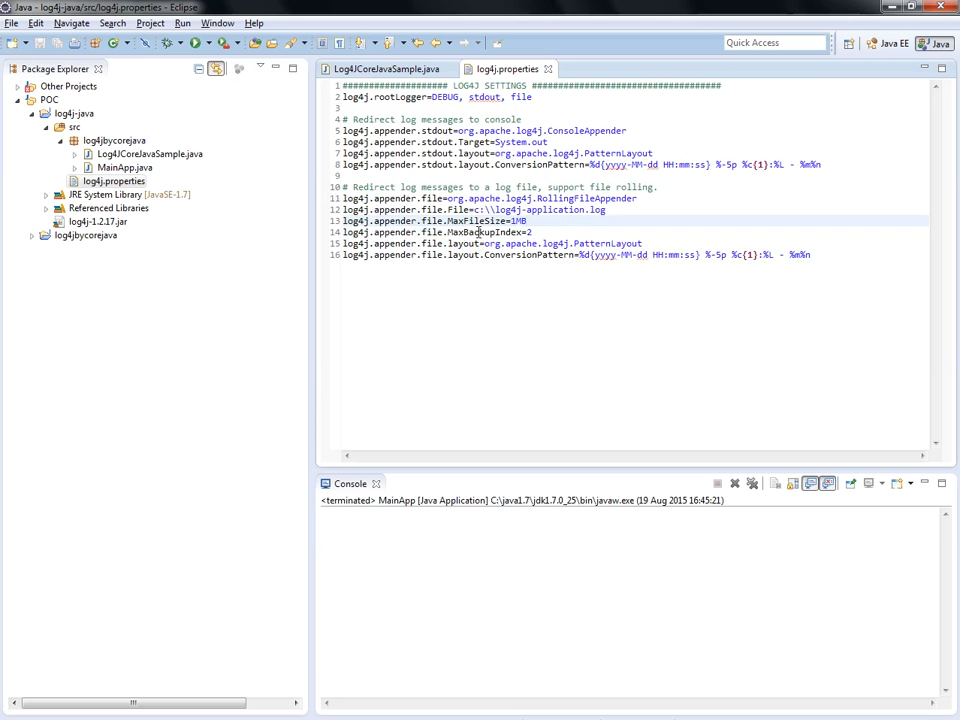 Java - log4j-java/src/log4j.properties - Eclipse
File Edit Navigate Search Project Run Window Help
Quick Access
Java EE
Java
Package Explorer
Other Projects
POC
log4j-java
src
log4jbycorejava
Log4JCoreJavaSample.java
MainApp.java
log4j.properties
JRE System Library [JavaSE-1.7]
Referenced Libraries
log4j-1.2.17.jar
log4jbycorejava
Log4JCoreJavaSample.java
log4j.properties
1 #################### LOG4J SETTINGS ####################################
2 log4j.rootLogger=DEBUG, stdout, file
3
4 # Redirect log messages to console
5 log4j.appender.stdout=org.apache.log4j.ConsoleAppender
6 log4j.appender.stdout.Target=System.out
7 log4j.appender.stdout.layout=org.apache.log4j.PatternLayout
8 log4j.appender.stdout.layout.ConversionPattern=%d{yyyy-MM-dd HH:mm:ss} %-5p %c{1}:%L - %m%n
9
10 # Redirect log messages to a log file, support file rolling.
11 log4j.appender.file=org.apache.log4j.RollingFileAppender
12 log4j.appender.file.File=c:\\log4j-application.log
13 log4j.appender.file.MaxFileSize=1MB
14 log4j.appender.file.MaxBackupIndex=2
15 log4j.appender.file.layout=org.apache.log4j.PatternLayout
16 log4j.appender.file.layout.ConversionPattern=%d{yyyy-MM-dd HH:mm:ss} %-5p %c{1}:%L - %m%n
Console
<terminated> MainApp [Java Application] C:\java1.7\jdk1.7.0_25\bin\javaw.exe (19 Aug 2015 16:45:21)